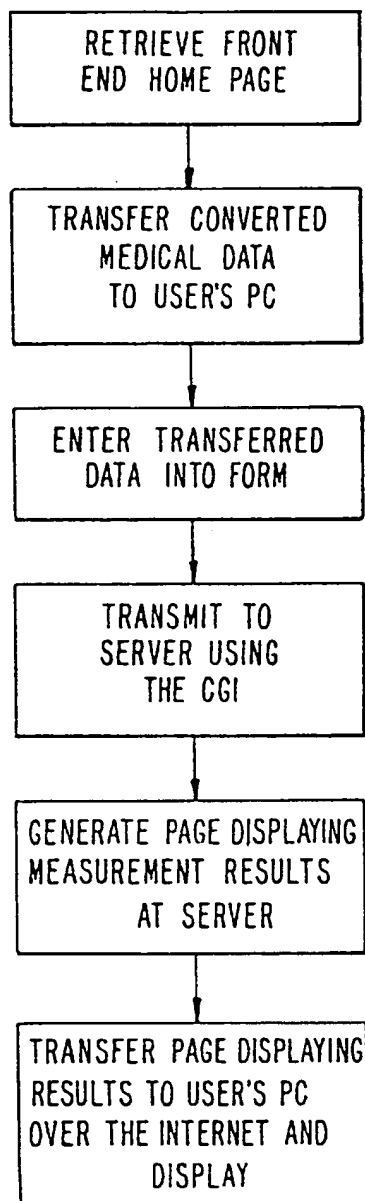 RETRIEVE FRONT
END HOME PAGE
TRANSFER CONVERTED
MEDICAL DATA
TO USER'S PC
ENTER TRANSFERRED
DATA INTO FORM
TRANSMIT TO
SERVER USING
THE CGI
GENERATE PAGE DISPLAYING
MEASUREMENT RESULTS
AT SERVER
TRANSFER PAGE DISPLAYING
RESULTS TO USER'S PC
OVER THE INTERNET AND
DISPLAY